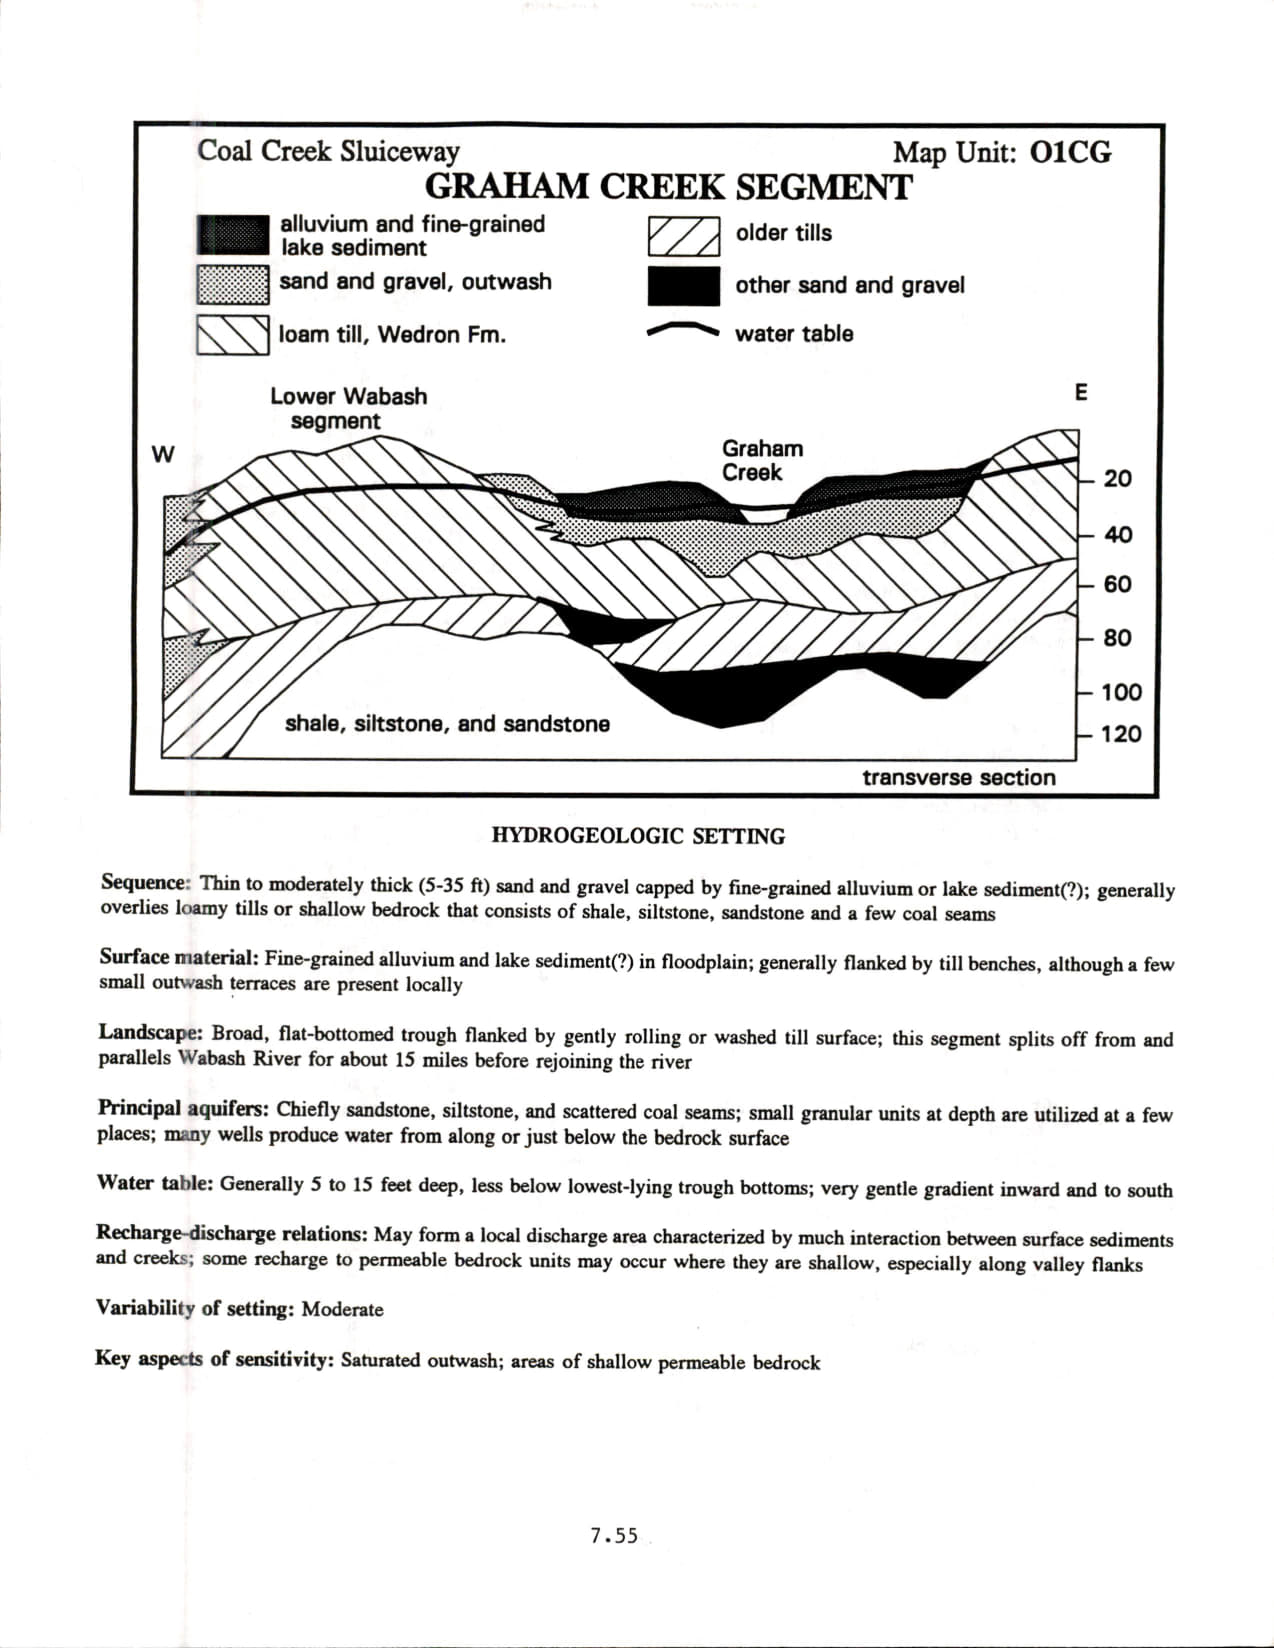 Coal Creek Sluiceway
Map Unit: O1CG
GRAHAM CREEK SEGMENT
alluvium and fine-grained
lake sediment
sand and gravel, outwash
loam till, Wedron Fm.
older tills
other sand and gravel
water table
Lower Wabash
segment
W
E
Graham
Creek
20
40
60
80
100
120
shale, siltstone, and sandstone
transverse section
HYDROGEOLOGIC SETTING
Sequence: Thin to moderately thick (5-35 ft) sand and gravel capped by fine-grained alluvium or lake sediment(?); generally
overlies loamy tills or shallow bedrock that consists of shale, siltstone, sandstone and a few coal seams
Surface material: Fine-grained alluvium and lake sediment(?) in floodplain; generally flanked by till benches, although a few
small outwash terraces are present locally
Landscape: Broad, flat-bottomed trough flanked by gently rolling or washed till surface; this segment splits off from and
parallels Wabash River for about 15 miles before rejoining the river
Principal aquifers: Chiefly sandstone, siltstone, and scattered coal seams; small granular units at depth are utilized at a few
places; many wells produce water from along or just below the bedrock surface
Water table: Generally 5 to 15 feet deep, less below lowest-lying trough bottoms; very gentle gradient inward and to south
Recharge-discharge relations: May form a local discharge area characterized by much interaction between surface sediments
and creeks; some recharge to permeable bedrock units may occur where they are shallow, especially along valley flanks
Variability of setting: Moderate
Key aspects of sensitivity: Saturated outwash; areas of shallow permeable bedrock
7.55